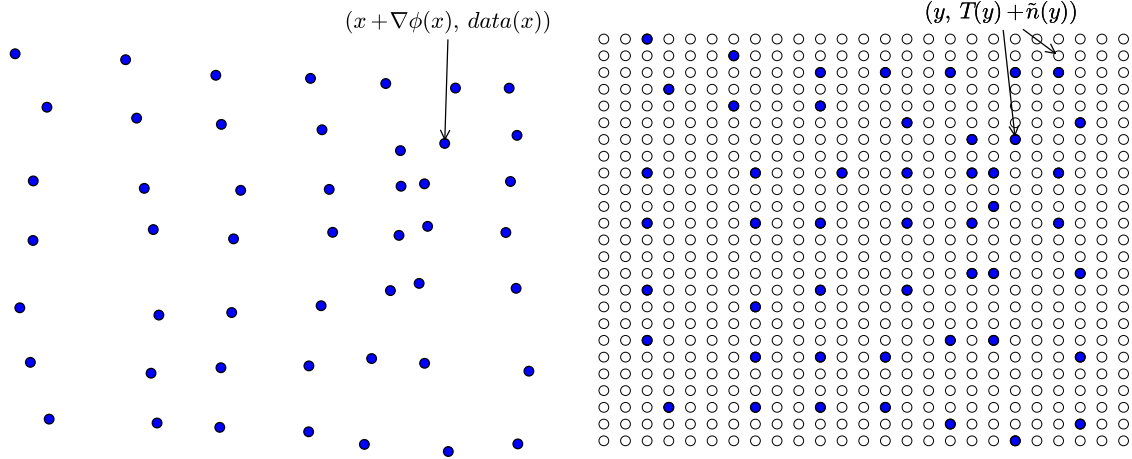 (x + ∇ϕ(x), data(x))
(y, T(y) + ñ(y))